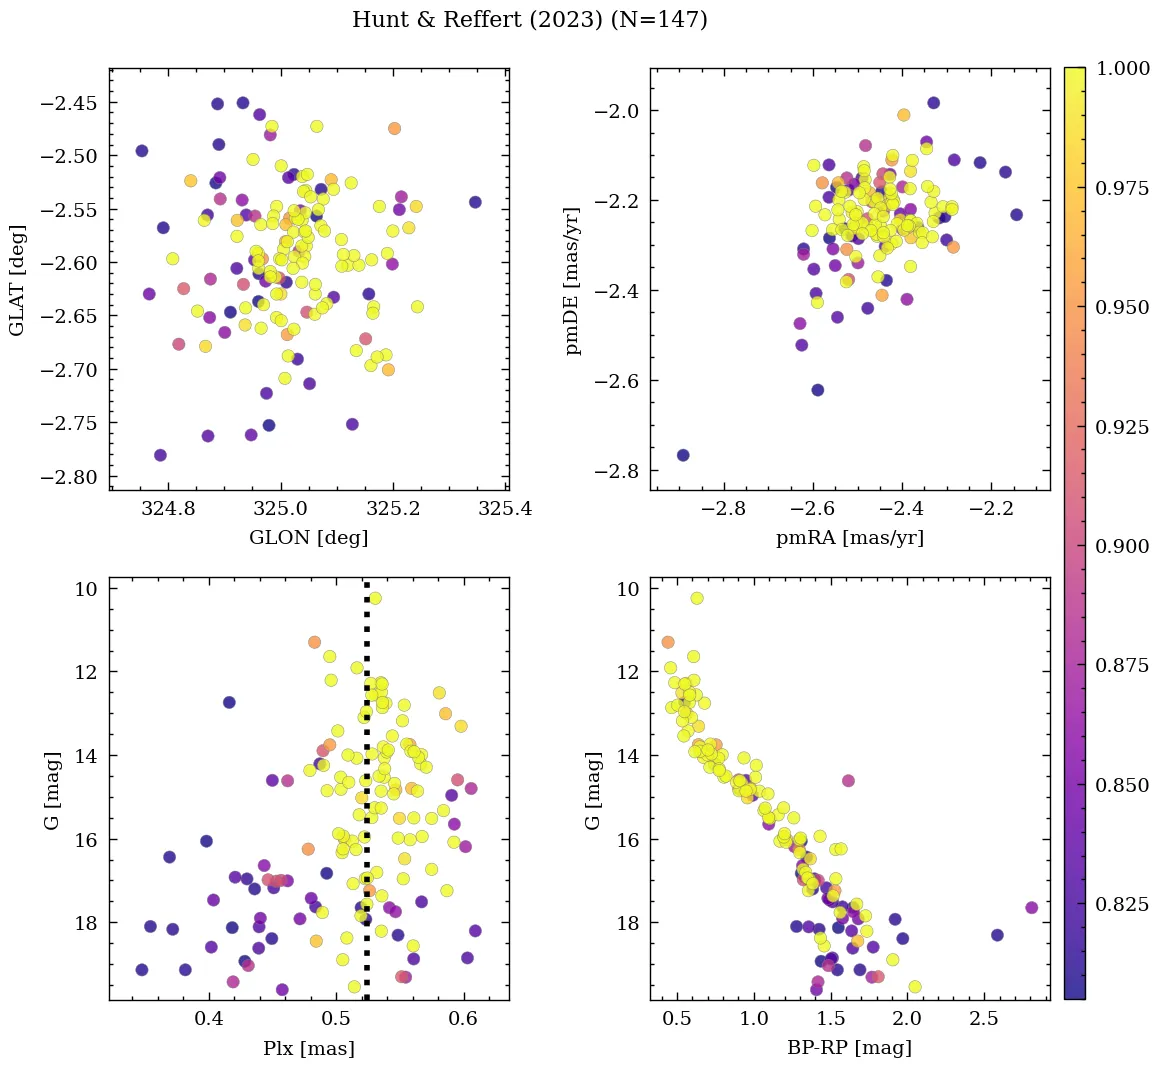 Hunt & Reffert (2023) (N=147)
−2.45
−2.50
−2.55
−2.60
−2.65
−2.70
−2.75
−2.80
GLAT [deg]
324.8 325.0 325.2 325.4
GLON [deg]
−2.0
−2.2
−2.4
−2.6
−2.8
pmDE [mas/yr]
−2.8 −2.6 −2.4 −2.2
pmRA [mas/yr]
10
12
14
16
18
G [mag]
0.4 0.5 0.6
Plx [mas]
10
12
14
16
18
G [mag]
0.5 1.0 1.5 2.0 2.5
BP-RP [mag]
1.000
0.975
0.950
0.925
0.900
0.875
0.850
0.825